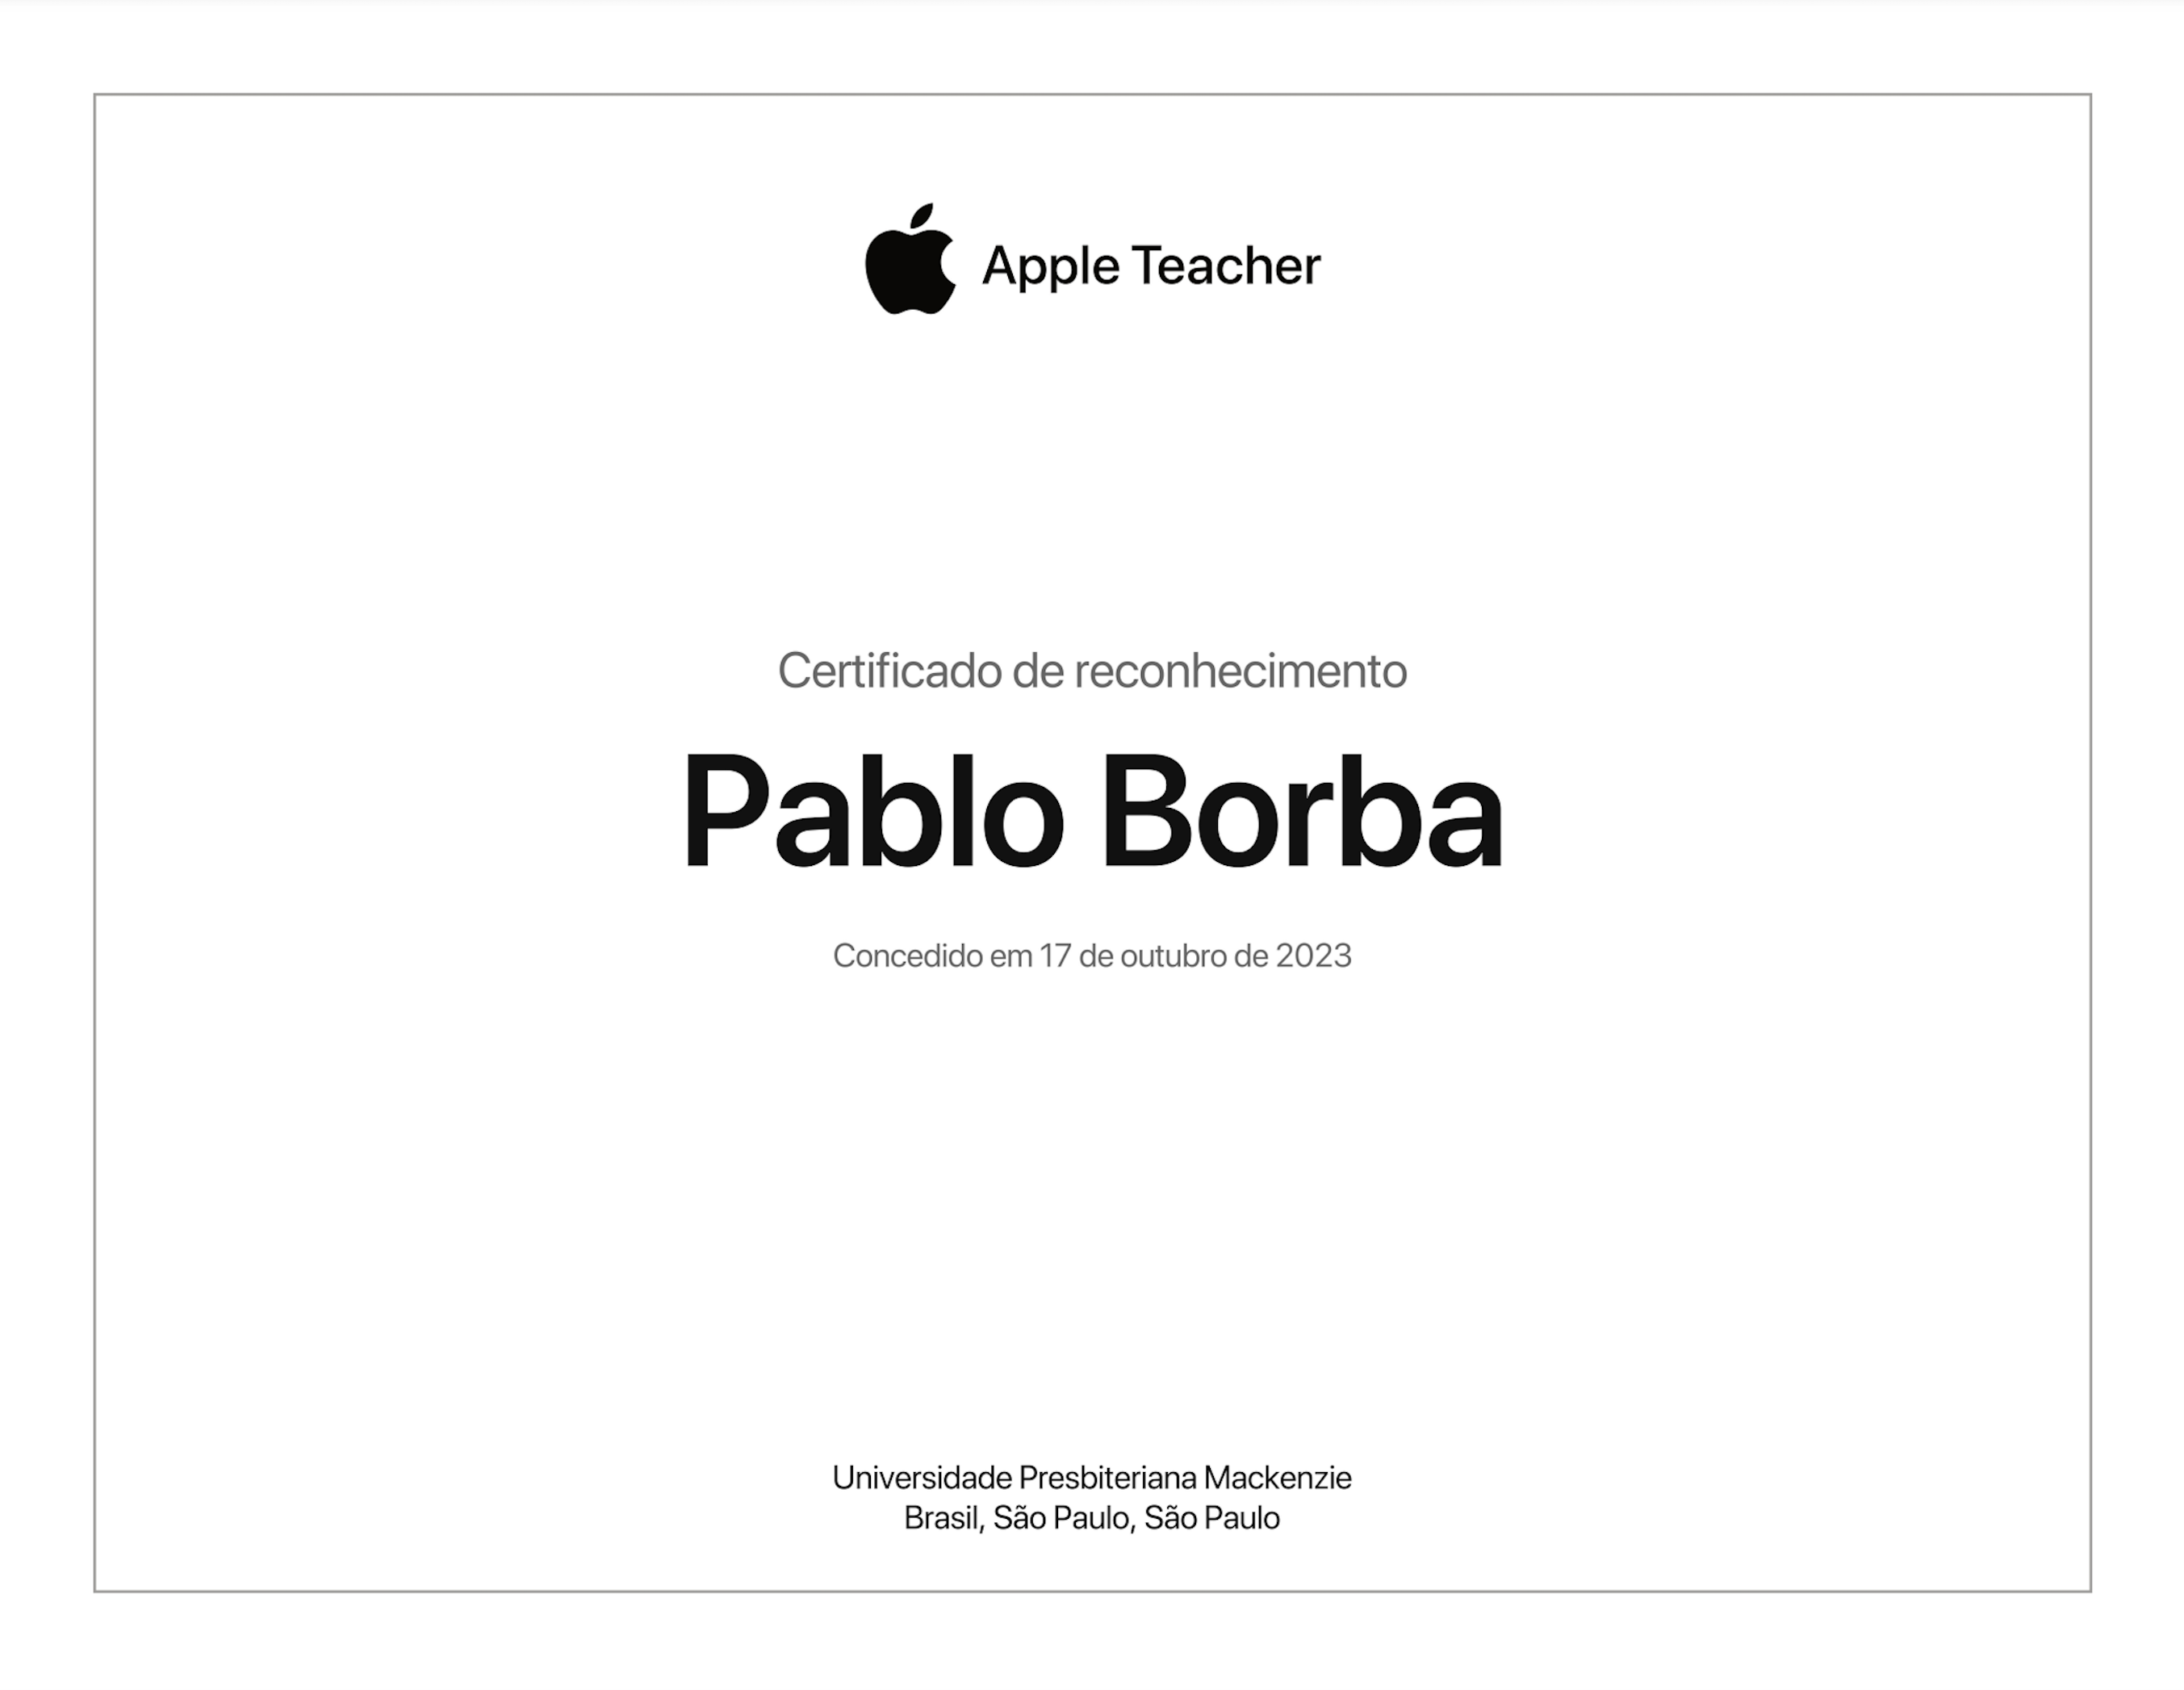 Apple Teacher
Certificado de reconhecimento
Pablo Borba
Concedido em 17 de outubro de 2023
Universidade Presbiteriana Mackenzie
Brasil, São Paulo, São Paulo